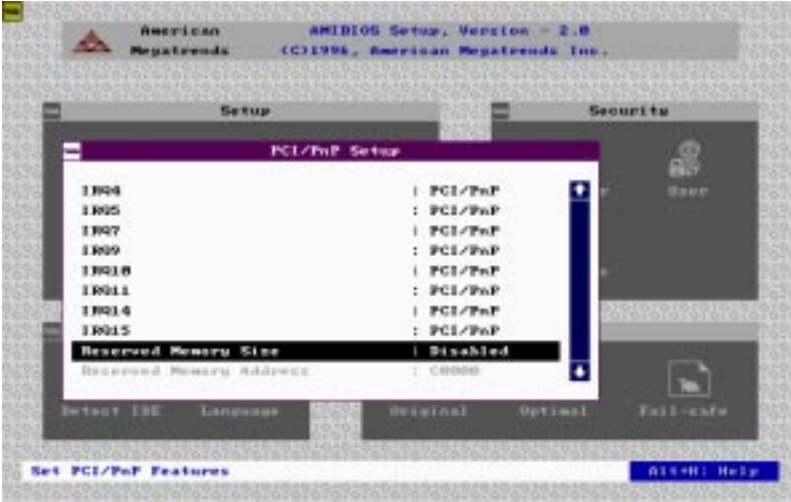 American
Megatrends
AMIBIOS Setup, Version - 2.0
(C)1996, American Megatrends Inc.
Setup
Security
PCI/PnP Setup
IRQ4 : PCI/PnP
IRQ5 : PCI/PnP
IRQ7 : PCI/PnP
IRQ9 : PCI/PnP
IRQ10 : PCI/PnP
IRQ11 : PCI/PnP
IRQ14 : PCI/PnP
IRQ15 : PCI/PnP
Reserved Memory Size : Disabled
Reserved Memory Address : C0000
User
Detect IDE
Language
Original
Optimal
Fail-safe
Set PCI/PnP Features
Alt+H: Help